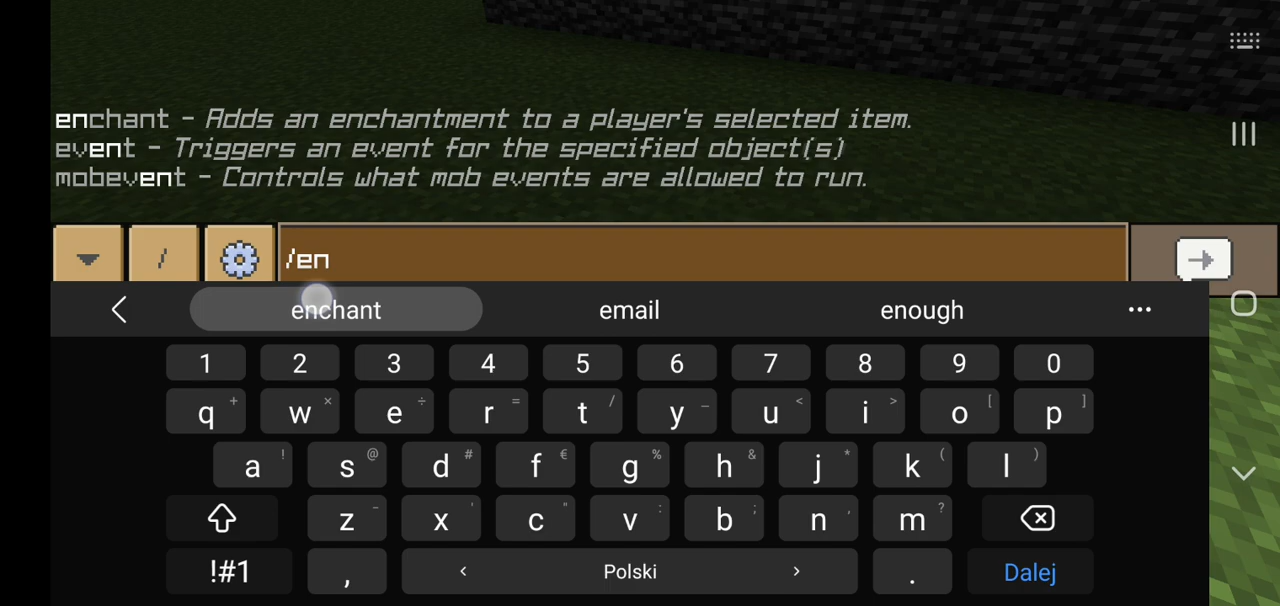 enchant - Adds an enchantment to a player's selected item.
event - Triggers an event for the specified object(s)
mobevent - Controls what mob events are allowed to run.
/ /en
enchant email enough ...
1 2 3 4 5 6 7 8 9 0
q + w × e ÷ r = t / y _ u < i > o [ p ]
a ! s @ d # f € g % h & j * k ( l )
z - x ' c " v : b ; n , m ?
!#1 , < Polski > . Dalej